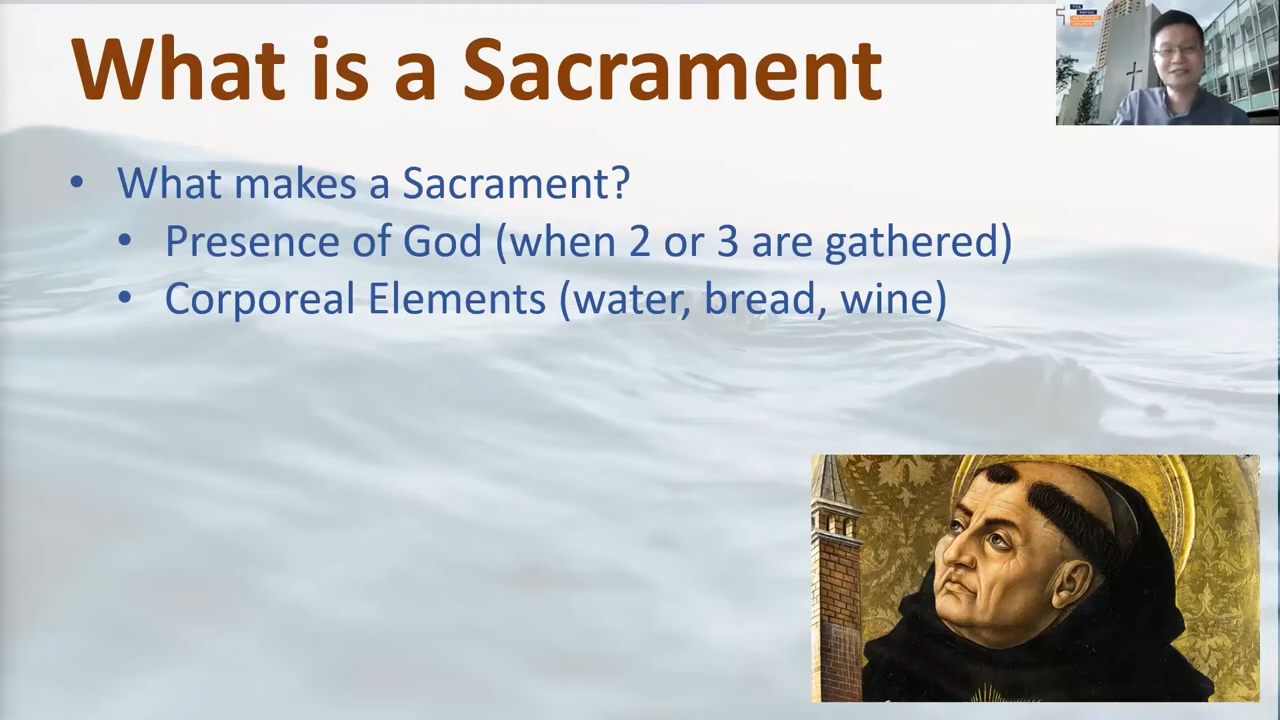 What is a Sacrament
• What makes a Sacrament?
• Presence of God (when 2 or 3 are gathered)
• Corporeal Elements (water, bread, wine)